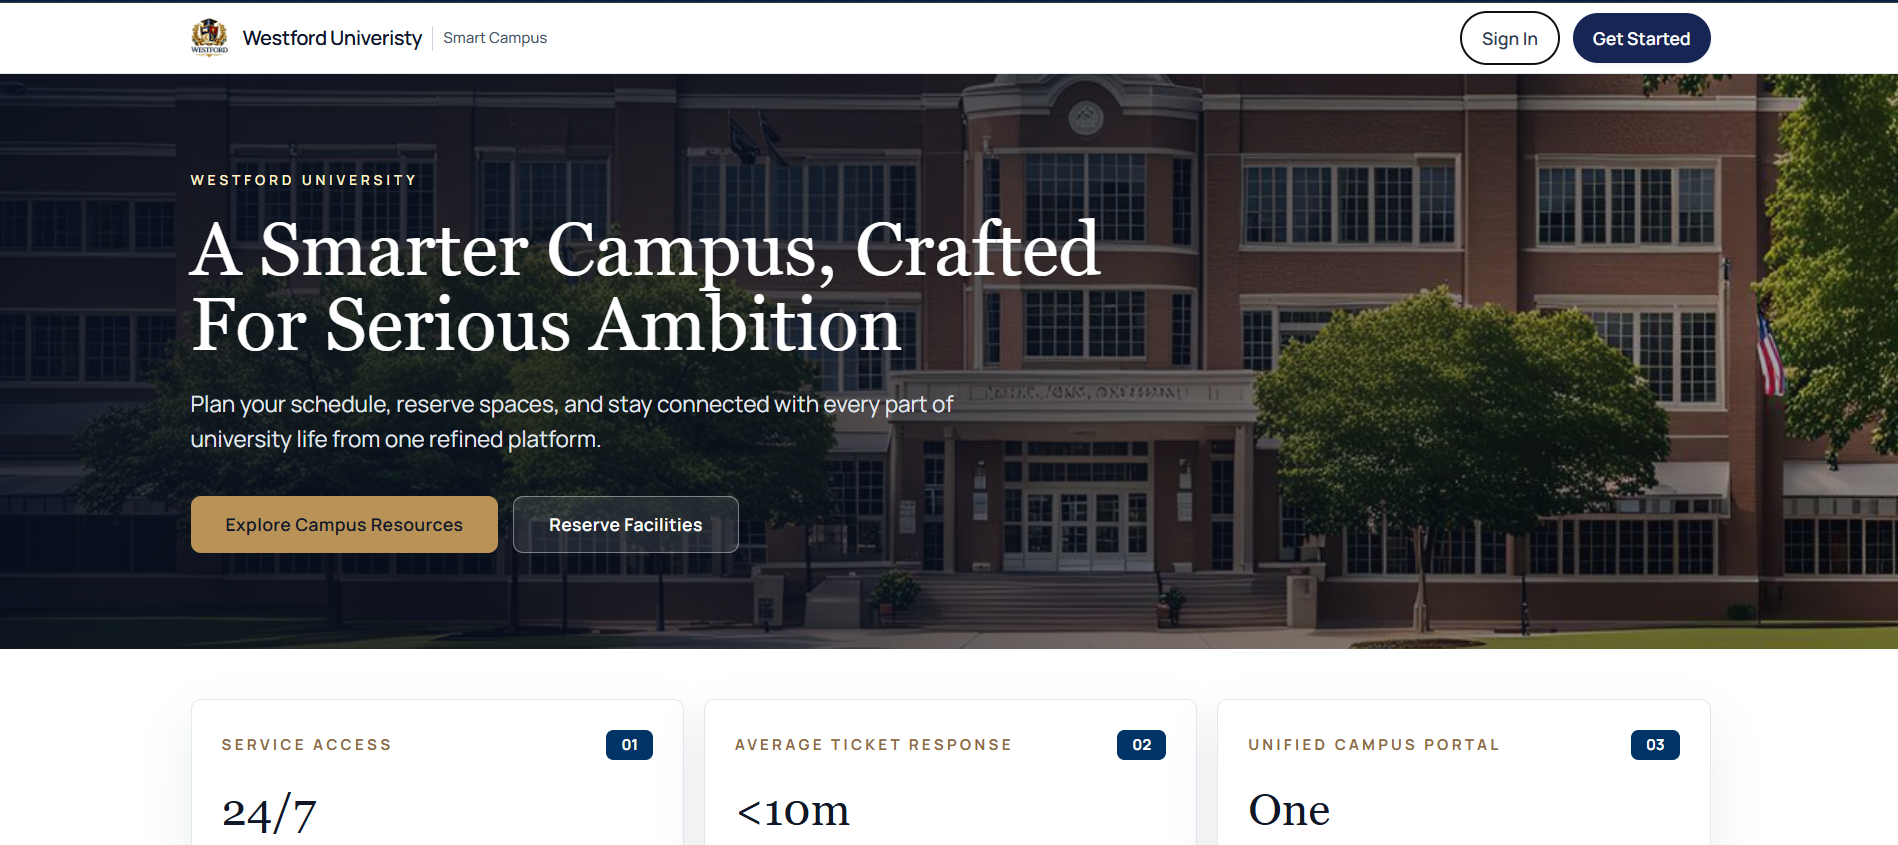 WESTFORD
Westford Univeristy
Smart Campus
Sign In
Get Started
WESTFORD UNIVERSITY
A Smarter Campus, Crafted
For Serious Ambition
Plan your schedule, reserve spaces, and stay connected with every part of
university life from one refined platform.
Explore Campus Resources
Reserve Facilities
SERVICE ACCESS
01
24/7
AVERAGE TICKET RESPONSE
02
<10m
UNIFIED CAMPUS PORTAL
03
One